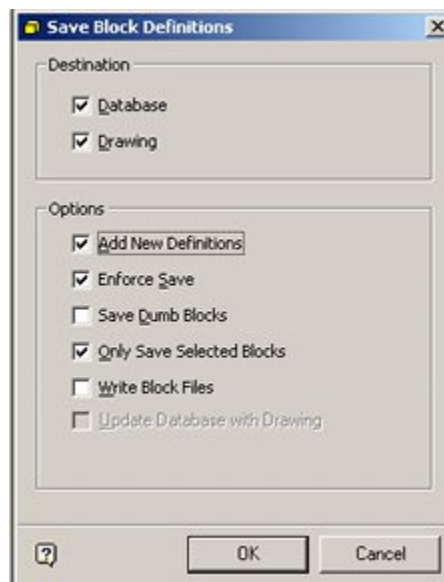 Save Block Definitions
Destination
Database
Drawing
Options
Add New Definitions
Enforce Save
Save Dumb Blocks
Only Save Selected Blocks
Write Block Files
Update Database with Drawing
OK Cancel